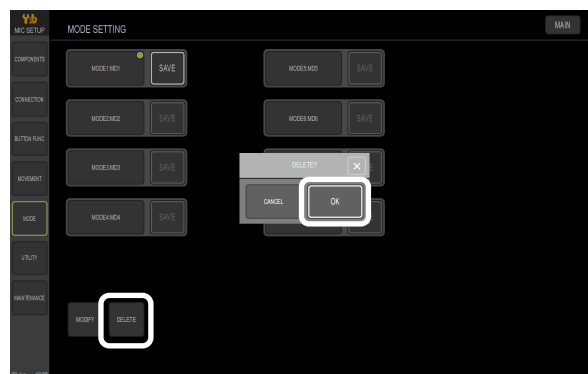 MIC SETUP
MODE SETTING
MAIN
COMPONENTS
CONNECTION
BUTTON FUNC
MOVEMENT
MODE
UTILITY
MAINTENANCE
MODE1:MD1
SAVE
MODE5:MD5
SAVE
MODE2:MD2
SAVE
MODE6:MD6
SAVE
MODE3:MD3
SAVE
MODE4:MD4
SAVE
DELETE?
CANCEL
OK
MODIFY
DELETE